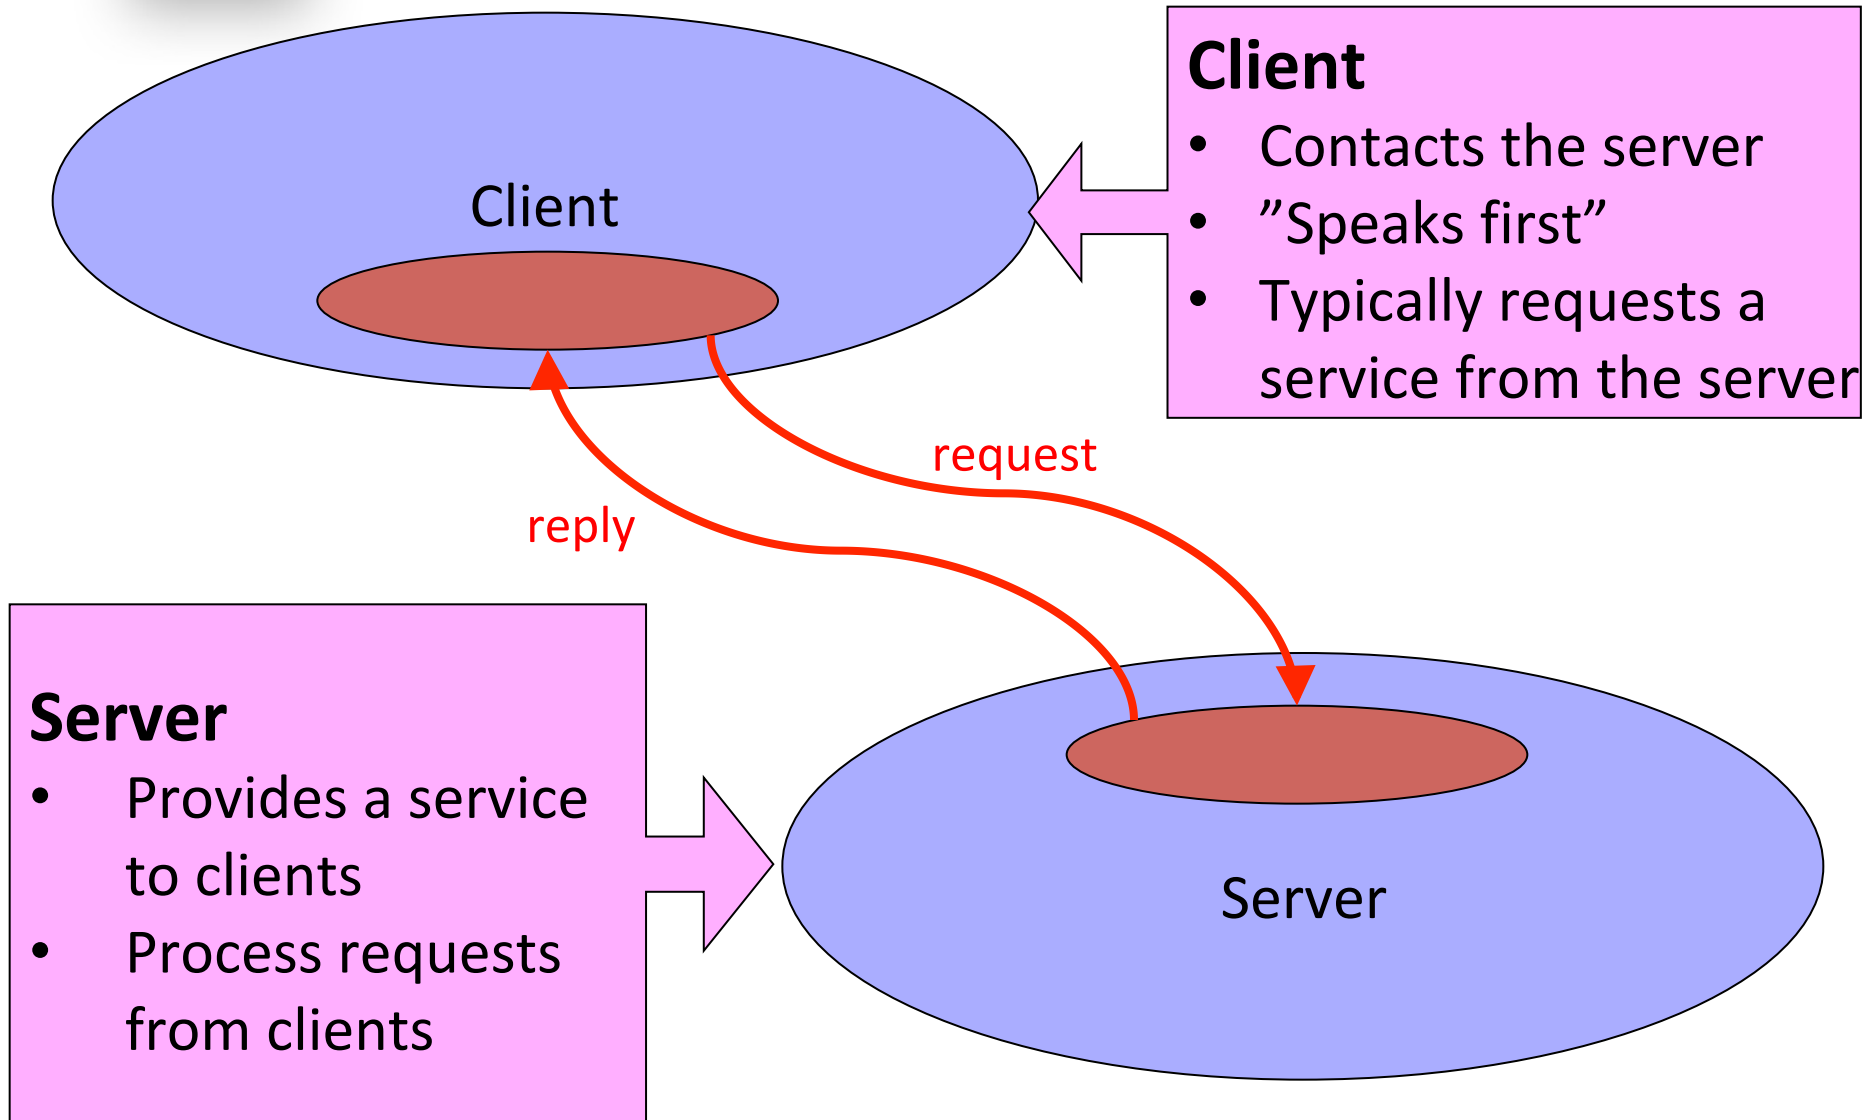 Client
Client
• Contacts the server
• ”Speaks first”
• Typically requests a
service from the server
request
reply
Server
• Provides a service
to clients
• Process requests
from clients
Server